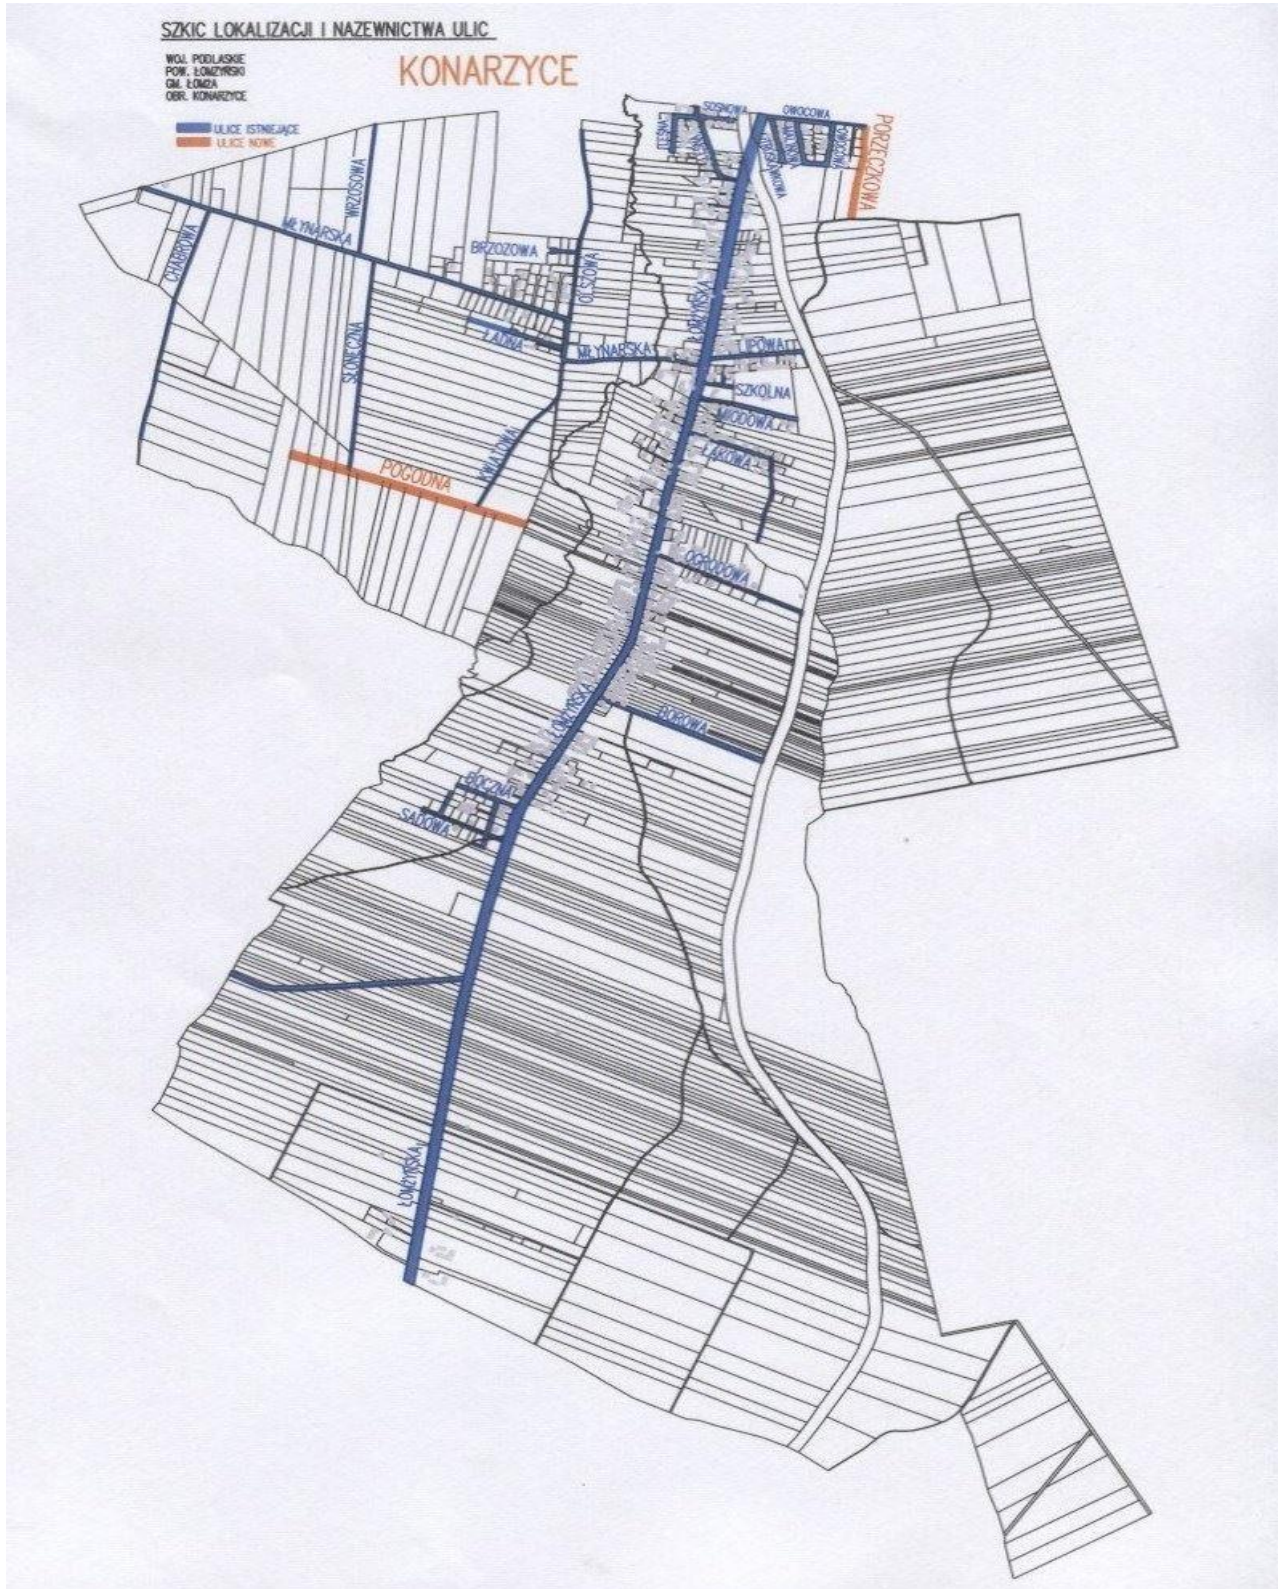 SZKIC LOKALIZACJI I NAZEWNICTWA ULIC
WOJ. PODLASKIE
POW. ŁOMŻYŃSKI
GM. ŁOMŻA
OBR. KONARZYCE
KONARZYCE
ULICE ISTNIEJĄCE
ULICE NOWE
SOSNOWA
OWOCOWA
LEŚNA
PORZECZKOWA
WRZOSOWA
MŁYNARSKA
CHABROWA
BRZOZOWA
OLSZOWA
ŁOMŻYŃSKA
ŁADNA
MŁYNARSKA
LIPOWA
SŁONECZNA
SZKOLNA
MIODOWA
KWIATOWA
ŁĄKOWA
POGODNA
OGRODOWA
ŁOMŻYŃSKA
BOROWA
BOCZNA
SADOWA
ŁOMŻYŃSKA